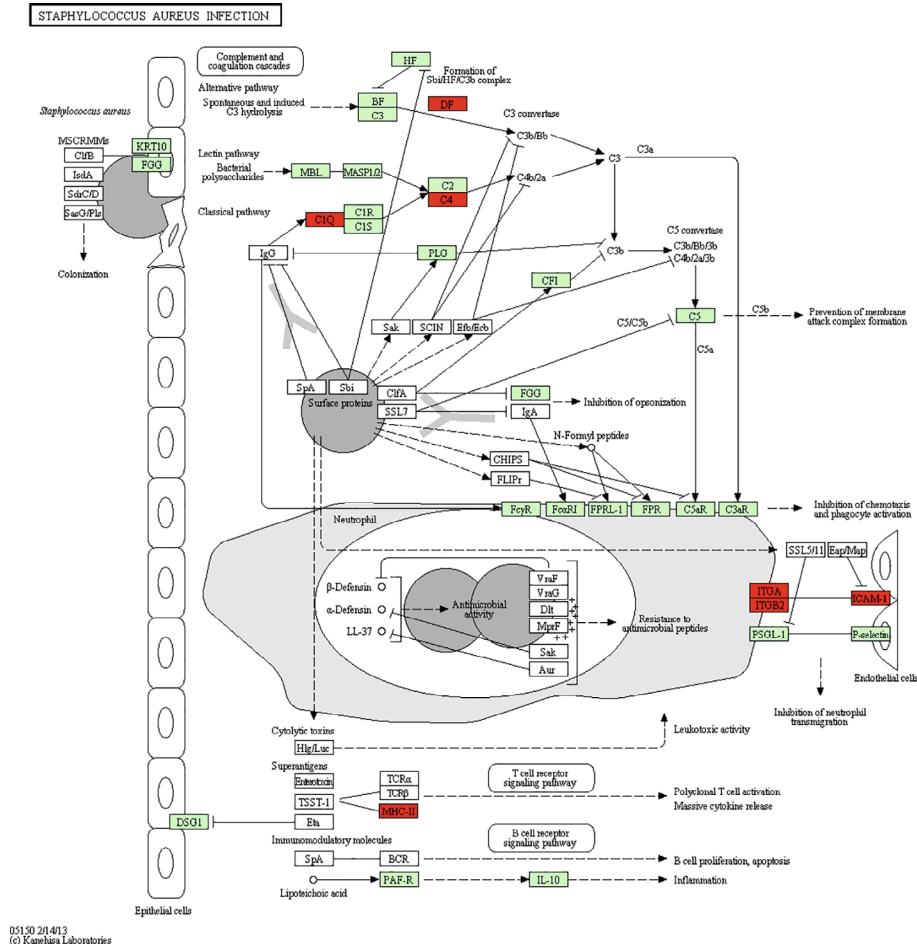 STAPHYLOCOCCUS AUREUS INFECTION
Complement and
coagulation cascades
HF
Formation of
Sbi/HF/C3b complex
Alternative pathway
Spontaneous and induced
C3 hydrolysis
BF
C3
DF
C3 convertase
C3b/Bb
Staphylococcus aureus
MSCRMMs
ClfB
IsdA
SdrC/D
SasG/Pls
KRT10
FGG
Colonization
Lectin pathway
Bacterial
polysaccharides
MBL
MASP1/2
C2
C4
C4b/2a
C3
C3a
Classical pathway
C1Q
C1R
C1S
IgG
PLG
C3b
C5 convertase
C3b/Bb/3b
C4b/2a/3b
CFI
Sak
SCIN
Efb/Ecb
C5/C5b
C5
C5b
Prevention of membrane
attack complex formation
C5a
SpA
Sbi
Surface proteins
ClfA
SSL7
FGG
IgA
Inhibition of opsonization
N-Formyl peptides
CHIPS
FLIPr
FcγR
FcαRI
FPRL-1
FPR
C5aR
C3aR
Inhibition of chemotaxis
and phagocyte activation
Neutrophil
SSL5/11
Eap/Map
β-Defensin
α-Defensin
LL-37
Antimicrobial
activity
VraF
VraG
Dlt
MprF
Sak
Aur
+
+
+
+
+
+ +
Resistance to
antimicrobial peptides
ITGA
ITGB2
ICAM-1
PSGL-1
P-selectin
Endothelial cells
Inhibition of neutrophil
transmigration
Cytolytic toxins
Hlg/Luc
Leukotoxic activity
Superantigens
Enterotoxin
TSST-1
Eta
TCRα
TCRβ
MHC-II
T cell receptor
signaling pathway
Polyclonal T cell activation
Massive cytokine release
DSG1
Immunomodulatory molecules
SpA
BCR
B cell receptor
signaling pathway
B cell proliferation, apoptosis
Lipoteichoic acid
PAF-R
IL-10
Inflammation
Epithelial cells
05150 2/14/13
(c) Kanehisa Laboratories